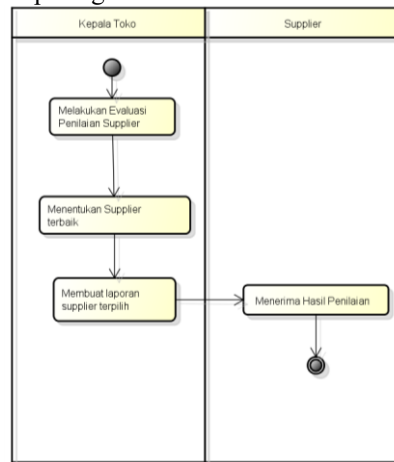 Kepala Toko
Supplier
Melakukan Evaluasi
Penilaian Supplier
Menentukan Supplier
terbaik
Membuat laporan
supplier terpilih
Menerima Hasil Penilaian